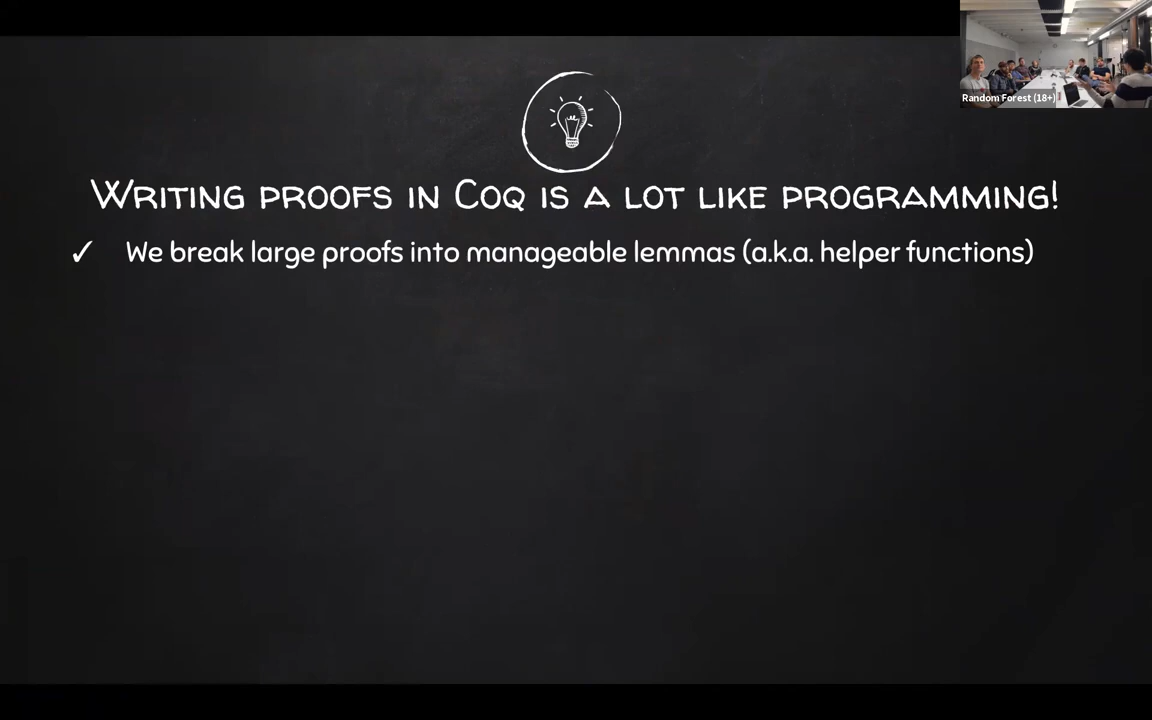 Random Forest (18+)
Writing proofs in Coq is a lot like programming!
✓ We break large proofs into manageable lemmas (a.k.a. helper functions)